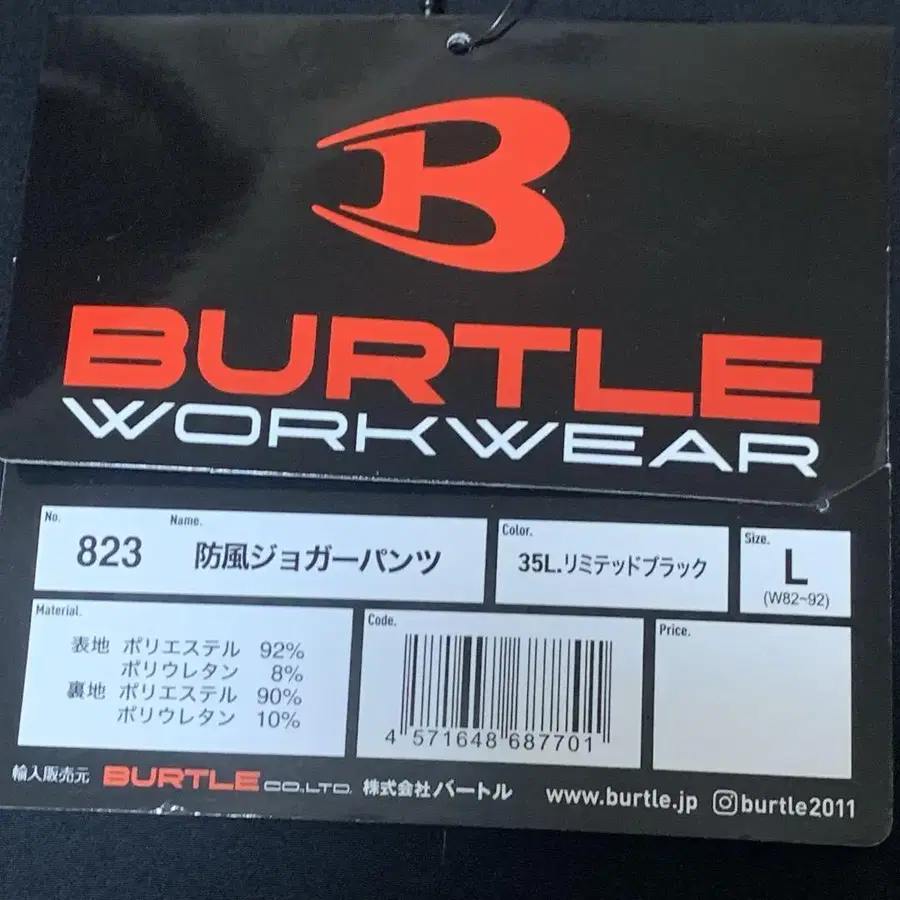 BURTLE
WORKWEAR
No. 823 Name. 防風ジョガーパンツ
Color. 35L.リミテッドブラック
Size. L
(W82~92)
Material.
表地 ポリエステル 92%
ポリウレタン 8%
裏地 ポリエステル 90%
ポリウレタン 10%
Code.
4 571648 687701
Price.
輸入販売元 BURTLE CO.,LTD. 株式会社バートル www.burtle.jp burtle2011